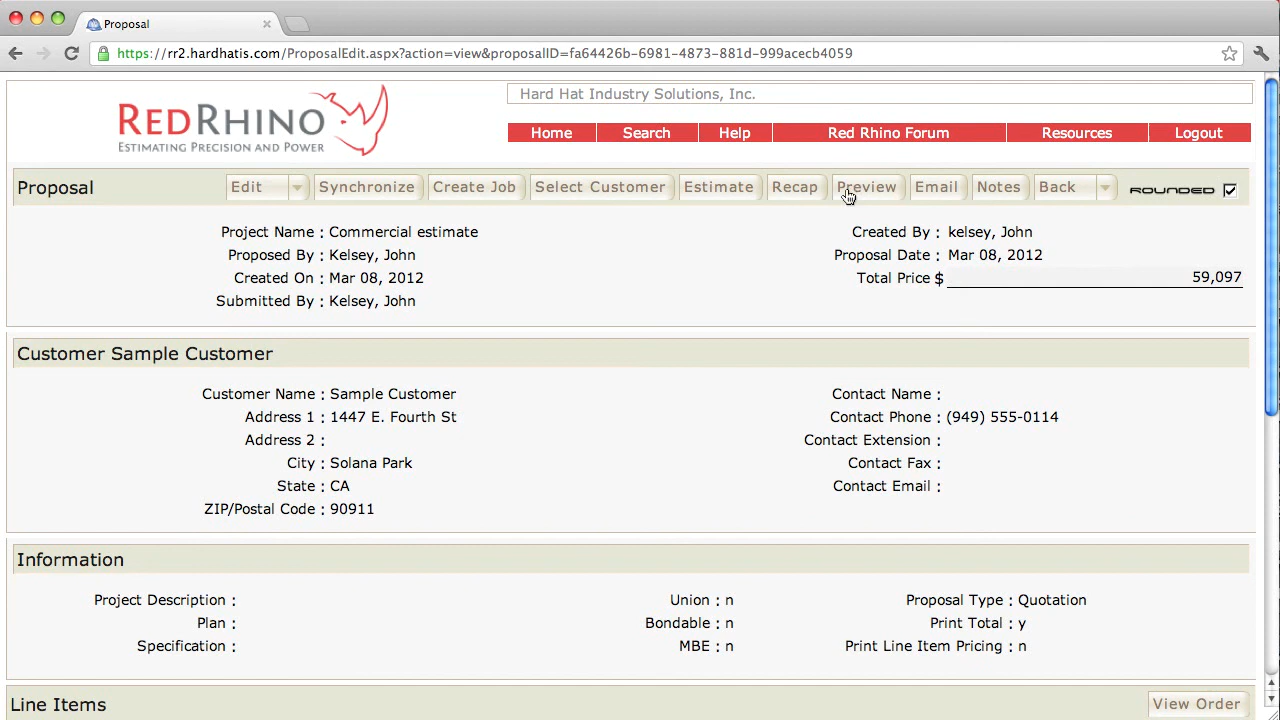 Proposal
https://rr2.hardhatis.com/ProposalEdit.aspx?action=view&proposalID=fa64426b-6981-4873-881d-999acecb4059
REDRHINO
ESTIMATING PRECISION AND POWER
Hard Hat Industry Solutions, Inc.
Home Search Help Red Rhino Forum Resources Logout
Proposal Edit Synchronize Create Job Select Customer Estimate Recap Preview Email Notes Back ROUNDED
Project Name : Commercial estimate Created By : kelsey, John
Proposed By : Kelsey, John Proposal Date : Mar 08, 2012
Created On : Mar 08, 2012 Total Price $ 59,097
Submitted By : Kelsey, John
Customer Sample Customer
Customer Name : Sample Customer Contact Name :
Address 1 : 1447 E. Fourth St Contact Phone : (949) 555-0114
Address 2 : Contact Extension :
City : Solana Park Contact Fax :
State : CA Contact Email :
ZIP/Postal Code : 90911
Information
Project Description : Union : n Proposal Type : Quotation
Plan : Bondable : n Print Total : y
Specification : MBE : n Print Line Item Pricing : n
Line Items View Order